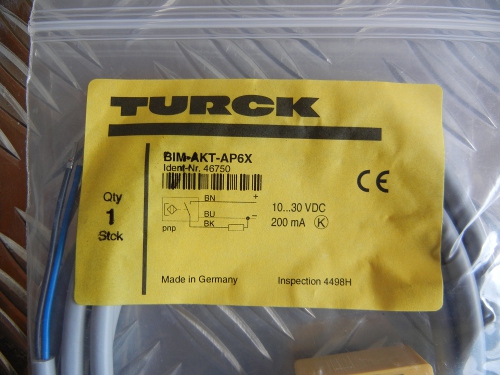 TURCK
BIM-AKT-AP6X
Ident-Nr. 46750
CE
Qty
1
Stck
BN +
BU −
BK
pnp
10...30 VDC
200 mA K
Made in Germany
Inspection 4498H